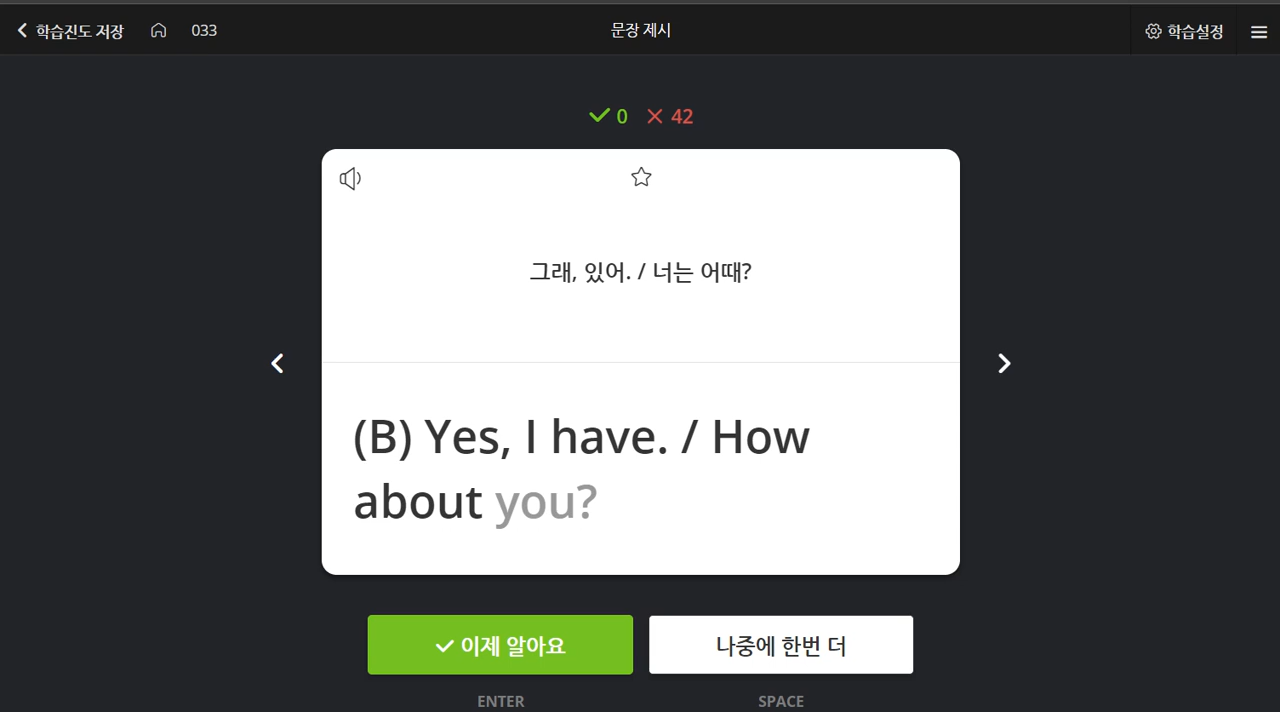 학습진도 저장 033 문장 제시 학습설정
0 42
그래, 있어. / 너는 어때?
(B) Yes, I have. / How
about you?
이제 알아요 나중에 한번 더
ENTER SPACE